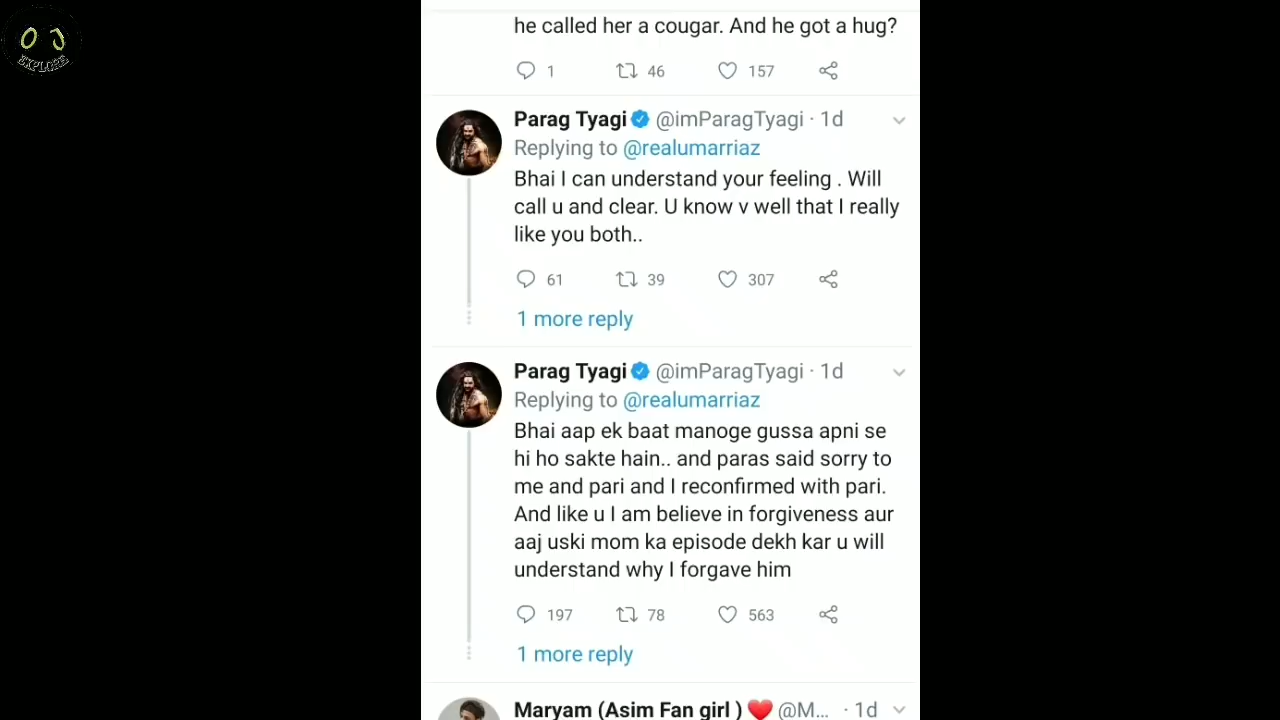 EXPLORE
he called her a cougar. And he got a hug?
1 46 157
Parag Tyagi @imParagTyagi · 1d
Replying to @realumarriaz
Bhai I can understand your feeling . Will
call u and clear. U know v well that I really
like you both..
61 39 307
1 more reply
Parag Tyagi @imParagTyagi · 1d
Replying to @realumarriaz
Bhai aap ek baat manoge gussa apni se
hi ho sakte hain.. and paras said sorry to
me and pari and I reconfirmed with pari.
And like u I am believe in forgiveness aur
aaj uski mom ka episode dekh kar u will
understand why I forgave him
197 78 563
1 more reply
Maryam (Asim Fan girl ) @M... · 1d